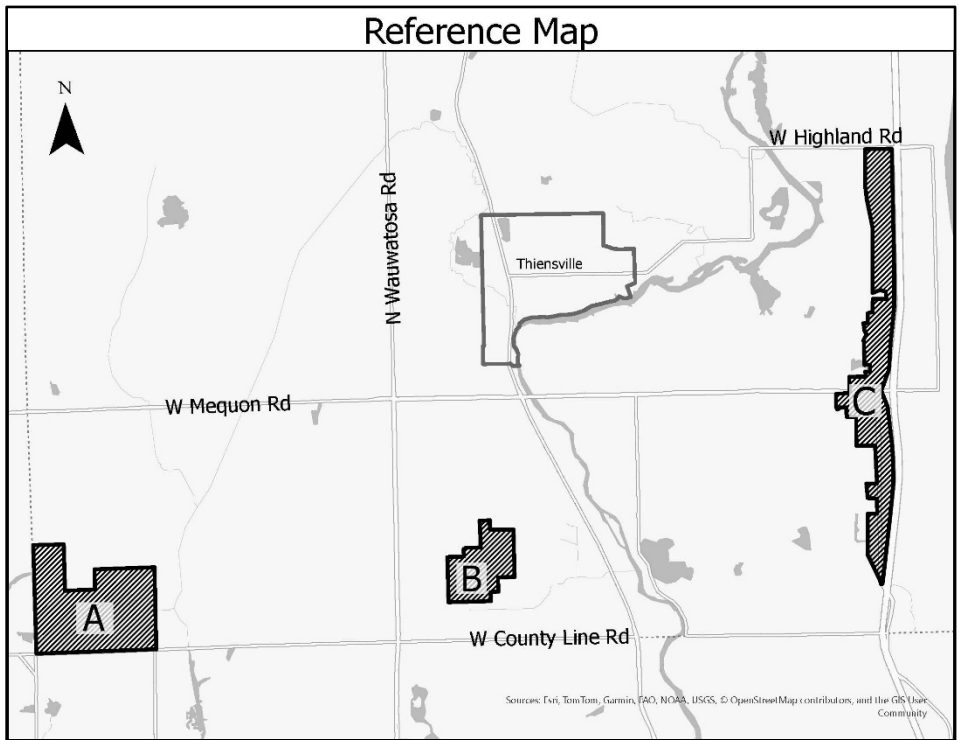 Reference Map
N
W Highland Rd
N Wauwatosa Rd
Thiensville
W Mequon Rd
C
B
A
W County Line Rd
Sources: Esri, TomTom, Garmin, FAO, NOAA, USGS, © OpenStreetMap contributors, and the GIS User
Community